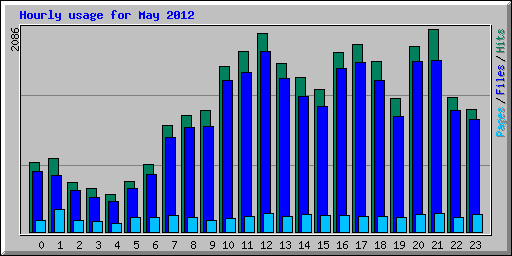 Hourly usage for May 2012
2086
Pages/Files/Hits
0 1 2 3 4 5 6 7 8 9 10 11 12 13 14 15 16 17 18 19 20 21 22 23